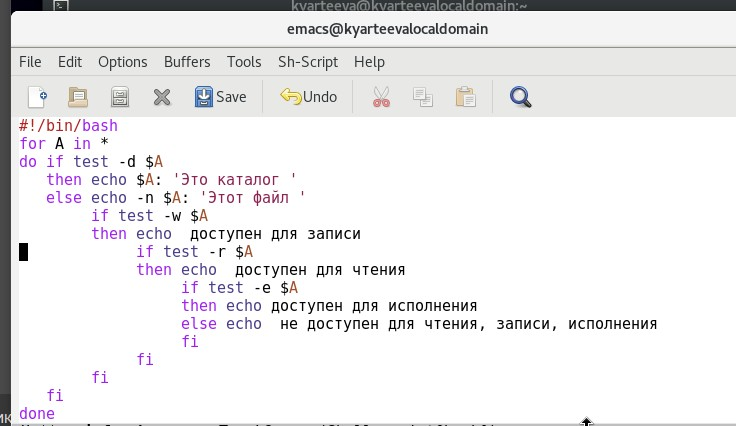 kyarteeva@kyarteevalocaldomain:~
emacs@kyarteevalocaldomain
File Edit Options Buffers Tools Sh-Script Help
Save Undo
#!/bin/bash
for A in *
do if test -d $A
then echo $A: 'Это каталог '
else echo -n $A: 'Этот файл '
if test -w $A
then echo  доступен для записи
if test -r $A
then echo  доступен для чтения
if test -e $A
then echo доступен для исполнения
else echo  не доступен для чтения, записи, исполнения
fi
fi
fi
fi
done